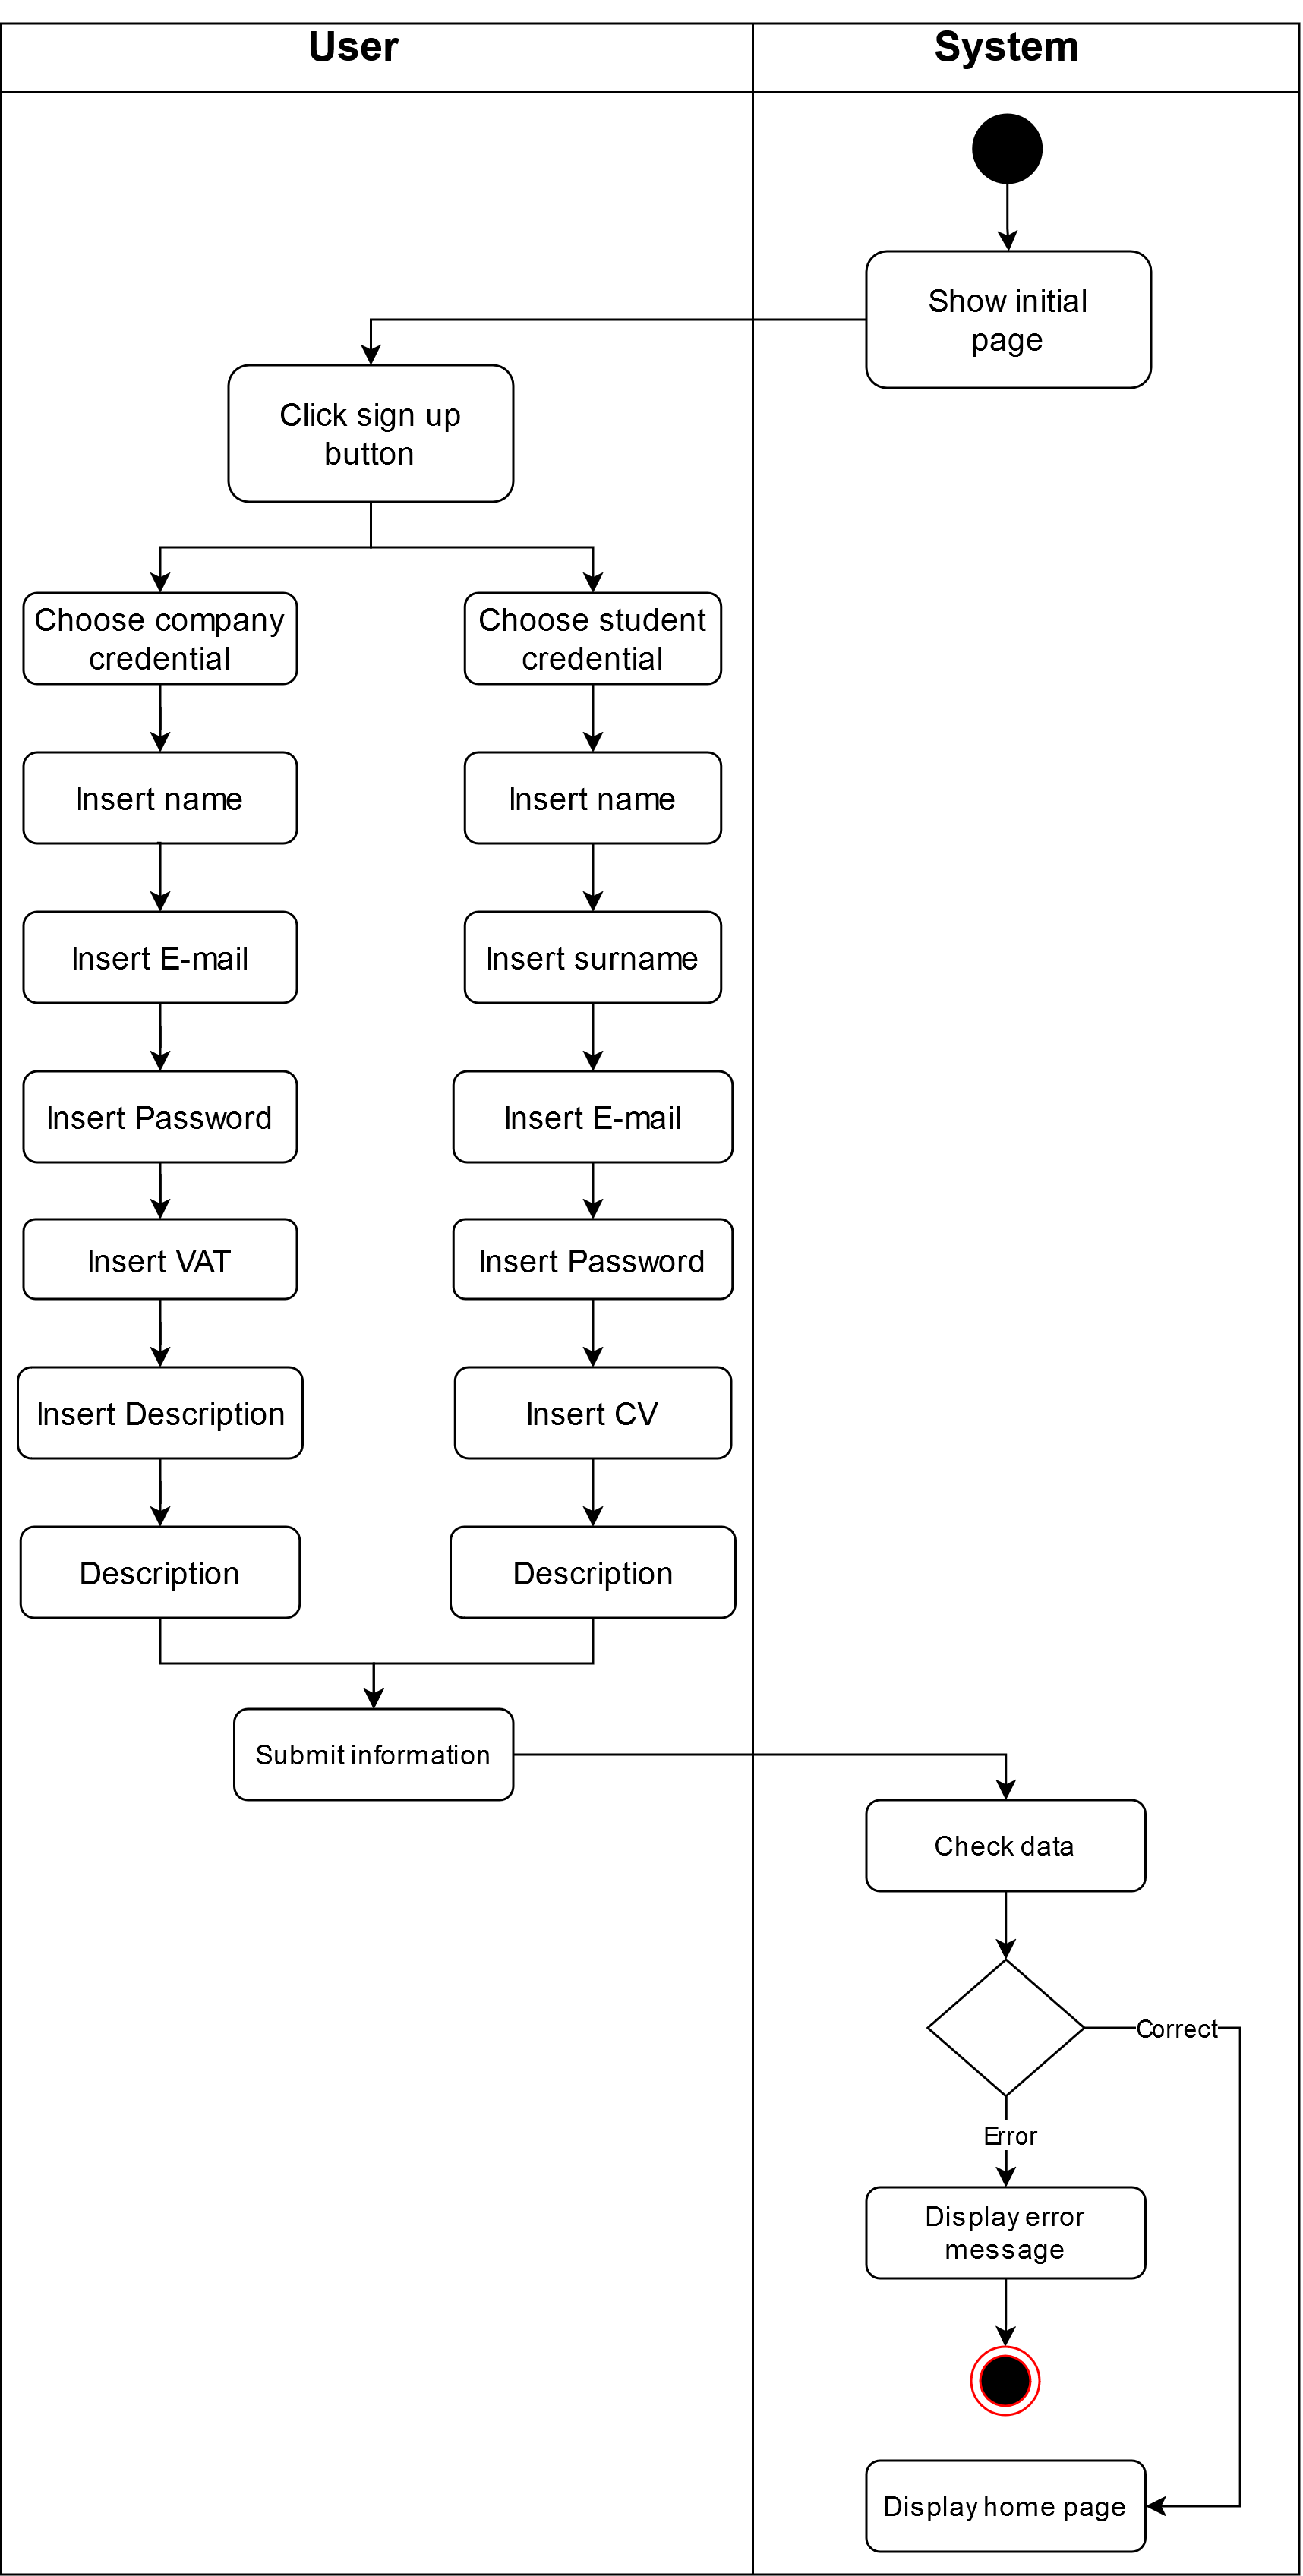 User
System
Show initial
page
Click sign up
button
Choose company
credential
Choose student
credential
Insert name
Insert name
Insert E-mail
Insert surname
Insert Password
Insert E-mail
Insert VAT
Insert Password
Insert Description
Insert CV
Description
Description
Submit information
Check data
Correct
Error
Display error
message
Display home page